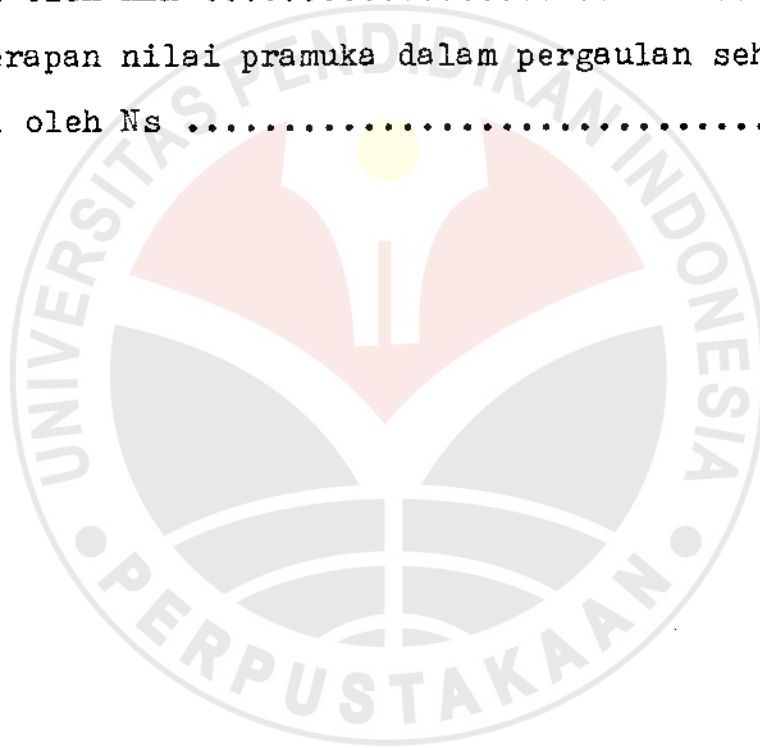 erapan nilai pramuka dalam pergaulan seh
oleh Ns ..................................
UNIVERSITAS PENDIDIKAN INDONESIA
PERPUSTAKAAN